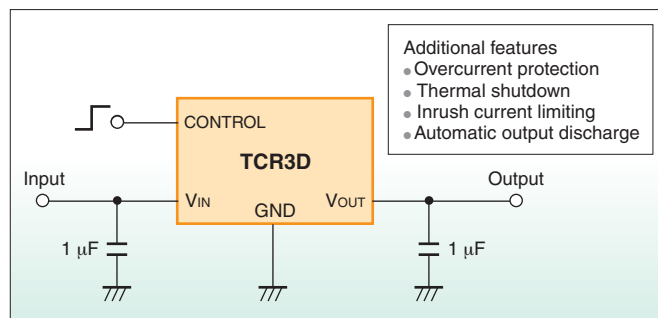 Additional features
● Overcurrent protection
● Thermal shutdown
● Inrush current limiting
● Automatic output discharge
CONTROL
TCR3D
Input
Output
VIN
GND
VOUT
1 μF
1 μF